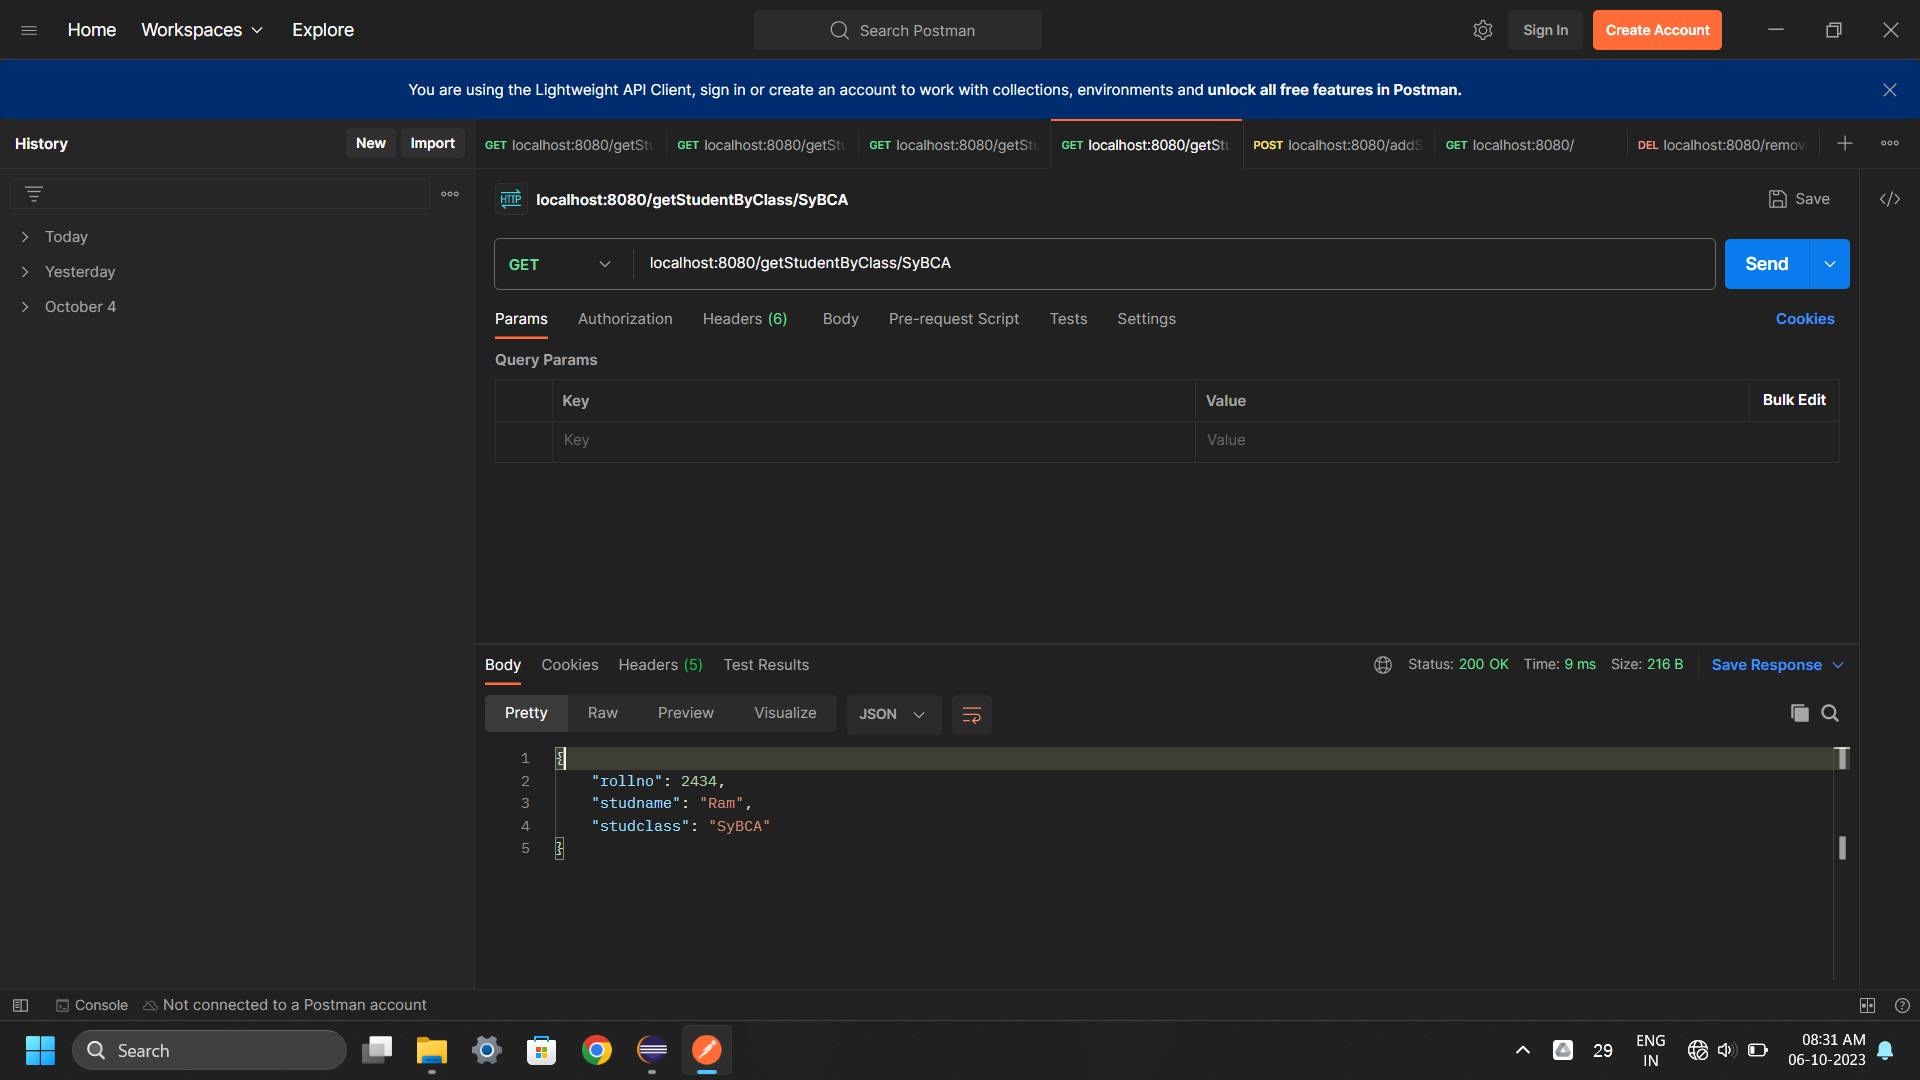 Home
Workspaces
Explore
Search Postman
Sign In
Create Account
You are using the Lightweight API Client, sign in or create an account to work with collections, environments and unlock all free features in Postman.
History
New
Import
GET localhost:8080/getStu
GET localhost:8080/getStu
GET localhost:8080/getStu
GET localhost:8080/getStu
POST localhost:8080/addS
GET localhost:8080/
DEL localhost:8080/remov
Today
Yesterday
October 4
HTTP localhost:8080/getStudentByClass/SyBCA
Save
</>
GET
localhost:8080/getStudentByClass/SyBCA
Send
Params
Authorization
Headers (6)
Body
Pre-request Script
Tests
Settings
Cookies
Query Params
Key
Value
Bulk Edit
Key
Value
Body
Cookies
Headers (5)
Test Results
Status: 200 OK
Time: 9 ms
Size: 216 B
Save Response
Pretty
Raw
Preview
Visualize
JSON
1 {
2 "rollno": 2434,
3 "studname": "Ram",
4 "studclass": "SyBCA"
5 }
Console
Not connected to a Postman account
Search
29
ENG
IN
08:31 AM
06-10-2023